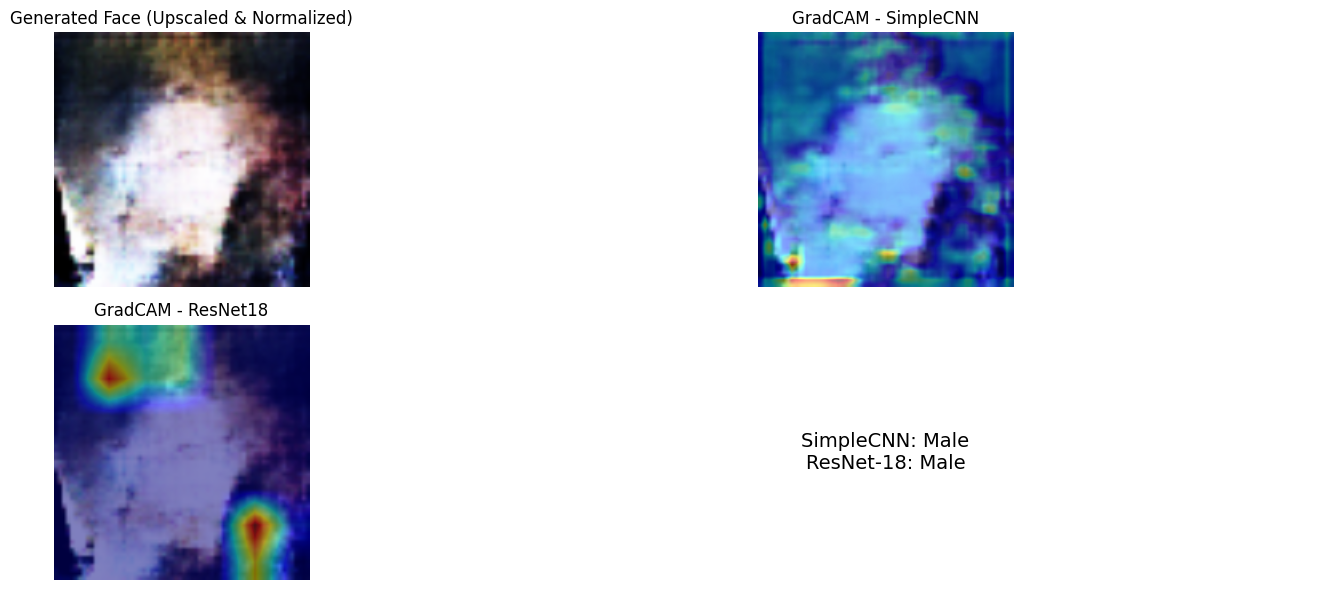 Generated Face (Upscaled & Normalized)
GradCAM - SimpleCNN
GradCAM - ResNet18
SimpleCNN: Male
ResNet-18: Male